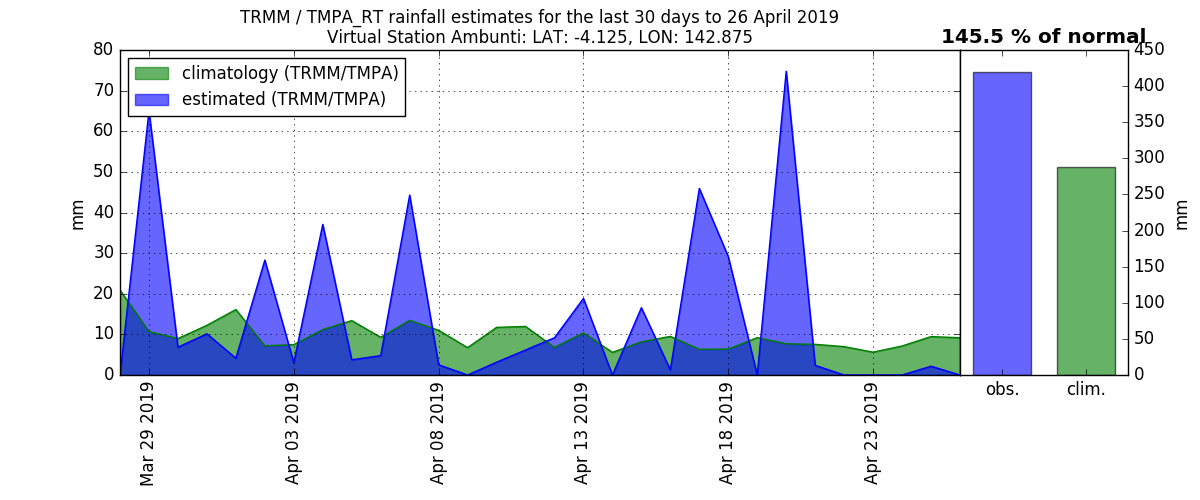 TRMM / TMPA_RT rainfall estimates for the last 30 days to 26 April 2019
Virtual Station Ambunti: LAT: -4.125, LON: 142.875
145.5 % of normal
climatology (TRMM/TMPA)
estimated (TRMM/TMPA)
80
70
60
50
40
30
20
10
0
mm
Mar 29 2019
Apr 03 2019
Apr 08 2019
Apr 13 2019
Apr 18 2019
Apr 23 2019
450
400
350
300
250
200
150
100
50
0
mm
obs.
clim.